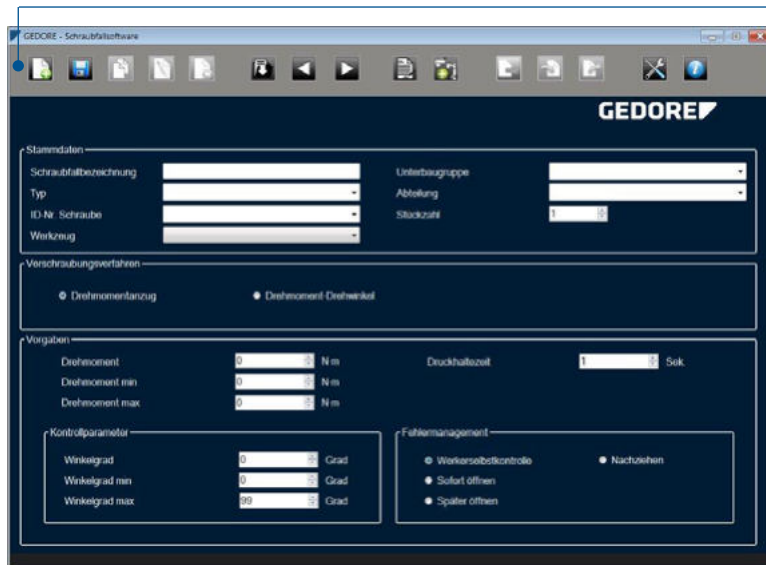 GEDORE - Schraubfallsoftware
GEDORE
Stammdaten
Schraubfallbezeichnung
Unterbaugruppe
Typ
Abteilung
ID-Nr. Schraube
Stückzahl 1
Werkzeug
Verschraubungsverfahren
Drehmomentanzug
Drehmoment-Drehwinkel
Vorgaben
Drehmoment 0 N·m
Druckhaltezeit 1 Sek.
Drehmoment min 0 N·m
Drehmoment max 0 N·m
Kontrollparameter
Winkelgrad 0 Grad
Winkelgrad min 0 Grad
Winkelgrad max 99 Grad
Fehlermanagement
Werkerselbstkontrolle
Nachziehen
Sofort öffnen
Später öffnen